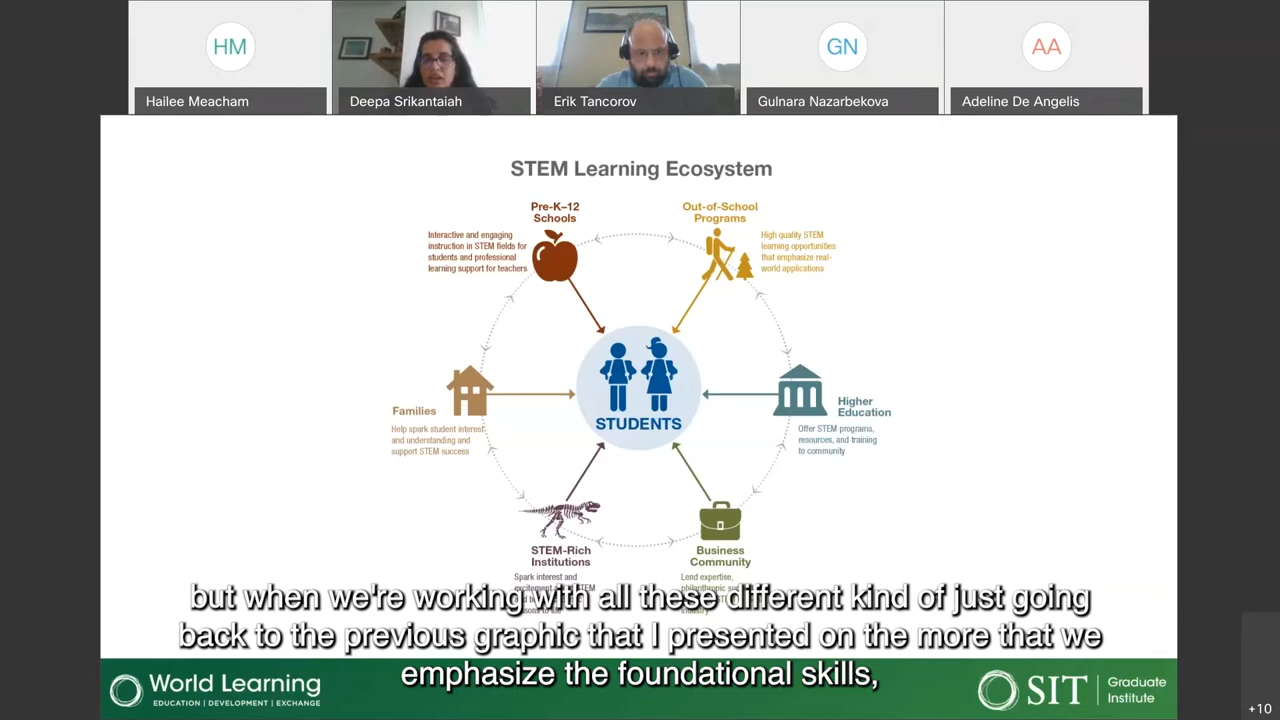 HM
GN
AA
Hailee Meacham
Deepa Srikantaiah
Erik Tancorov
Gulnara Nazarbekova
Adeline De Angelis
STEM Learning Ecosystem
Pre-K–12
Schools
Interactive and engaging
instruction in STEM fields for
students and professional
learning support for teachers
Out-of-School
Programs
High quality STEM
learning opportunities
that emphasize real-
world applications
Families
Help spark student interest
and understanding and
support STEM success
STUDENTS
Higher
Education
Offer STEM programs,
resources, and training
to community
STEM-Rich
Institutions
Spark interest and
Business
Community
Lend expertise,
but when we're working with all these different kind of just going
back to the previous graphic that I presented on the more that we
emphasize the foundational skills,
World Learning
EDUCATION | DEVELOPMENT | EXCHANGE
SIT
Graduate
Institute
+10